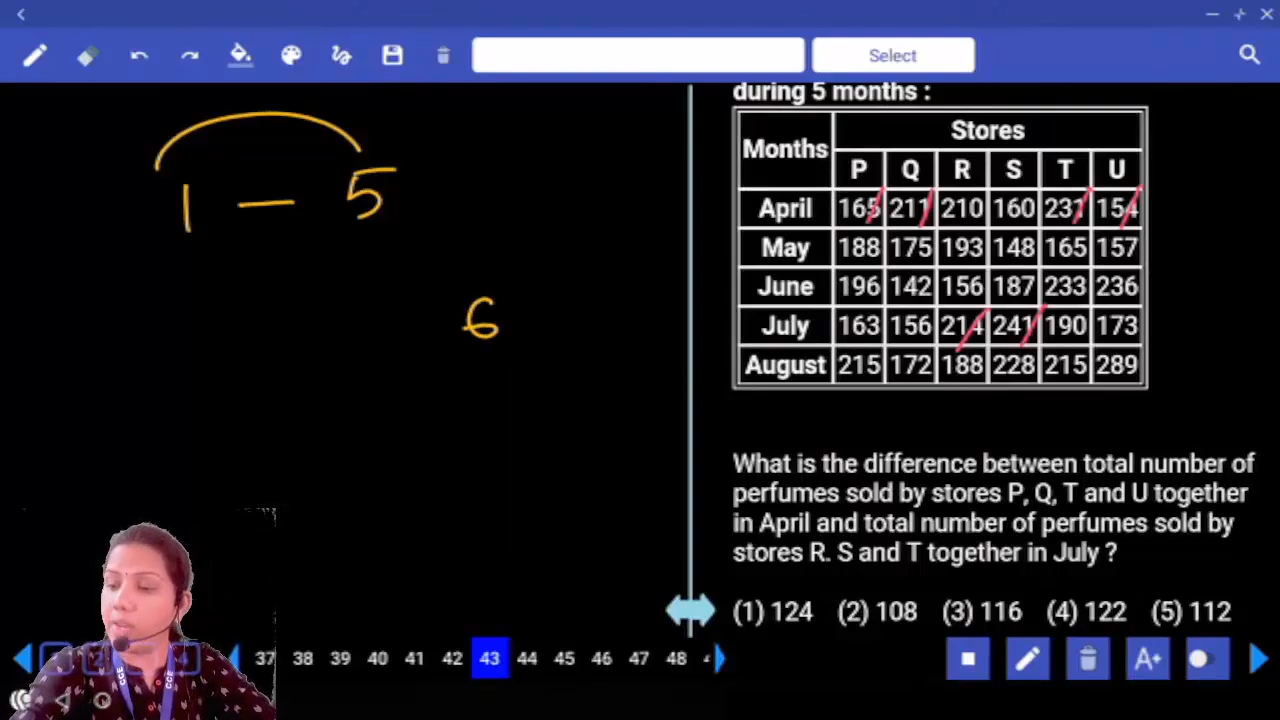 Select
1 — 5
6
during 5 months :
Months Stores
P Q R S T U
April 165 211 210 160 231 154
May 188 175 193 148 165 157
June 196 142 156 187 233 236
July 163 156 214 241 190 173
August 215 172 188 228 215 289
What is the difference between total number of
perfumes sold by stores P, Q, T and U together
in April and total number of perfumes sold by
stores R. S and T together in July ?
(1) 124 (2) 108 (3) 116 (4) 122 (5) 112
37 38 39 40 41 42 43 44 45 46 47 48
A+
CCE